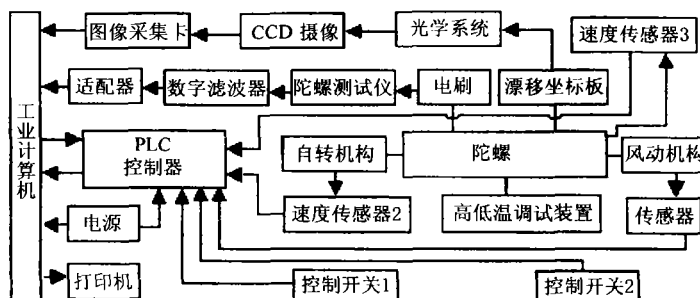 图像采集卡
CCD 摄像
光学系统
速度传感器3
适配器
数字滤波器
陀螺测试仪
电刷
漂移坐标板
工业计算机
PLC
控制器
自转机构
陀螺
风动机构
电源
速度传感器2
高低温调试装置
传感器
打印机
控制开关1
控制开关2